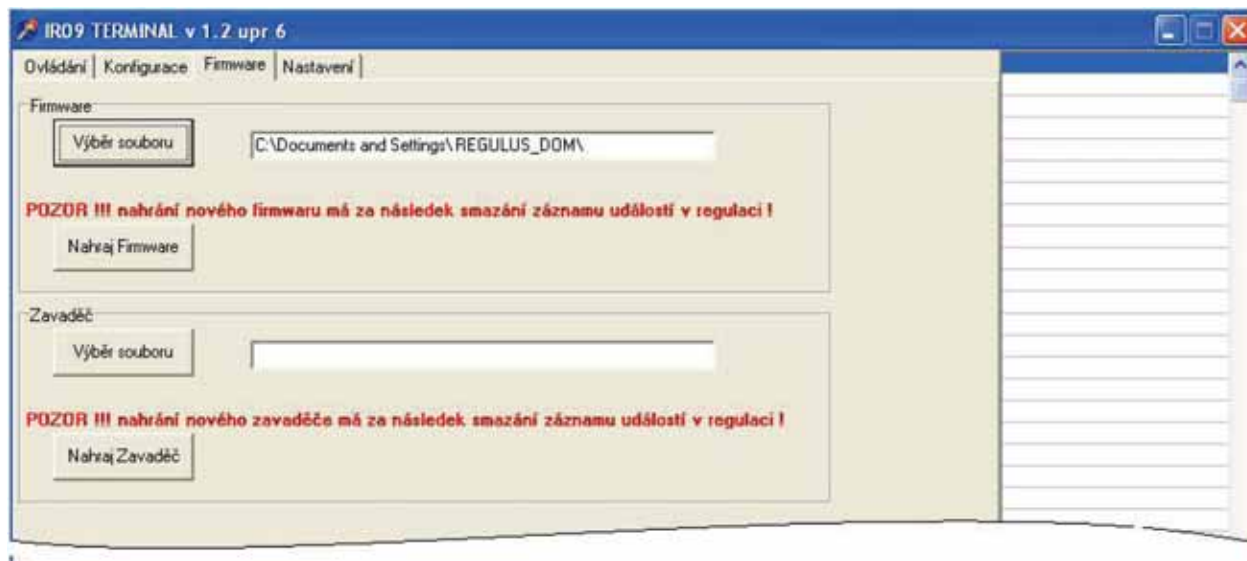 IR09 TERMINAL v 1.2 upr 6
Ovládání Konfigurace Firmware Nastavení
Firmware
Výběr souboru C:\Documents and Settings\REGULUS_DOM\
POZOR !!! nahrání nového firmwaru má za následek smazání záznamu událostí v regulaci !
Nahraj Firmware
Zavaděč
Výběr souboru
POZOR !!! nahrání nového zavaděče má za následek smazání záznamu událostí v regulaci !
Nahraj Zavaděč